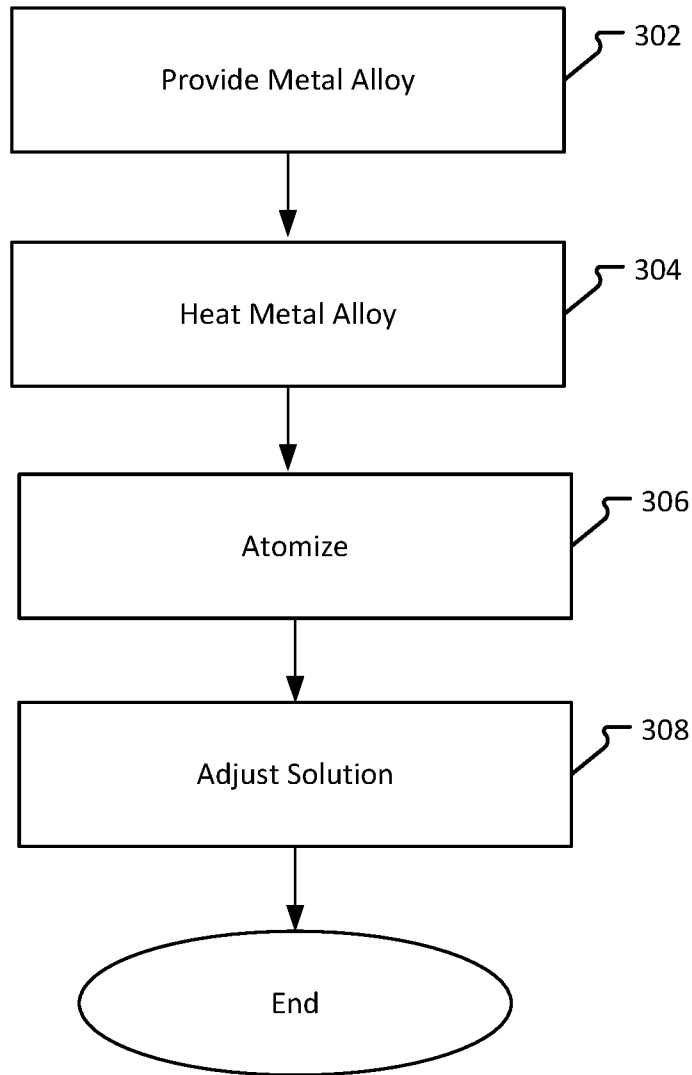 Provide Metal Alloy
302
Heat Metal Alloy
304
Atomize
306
Adjust Solution
308
End